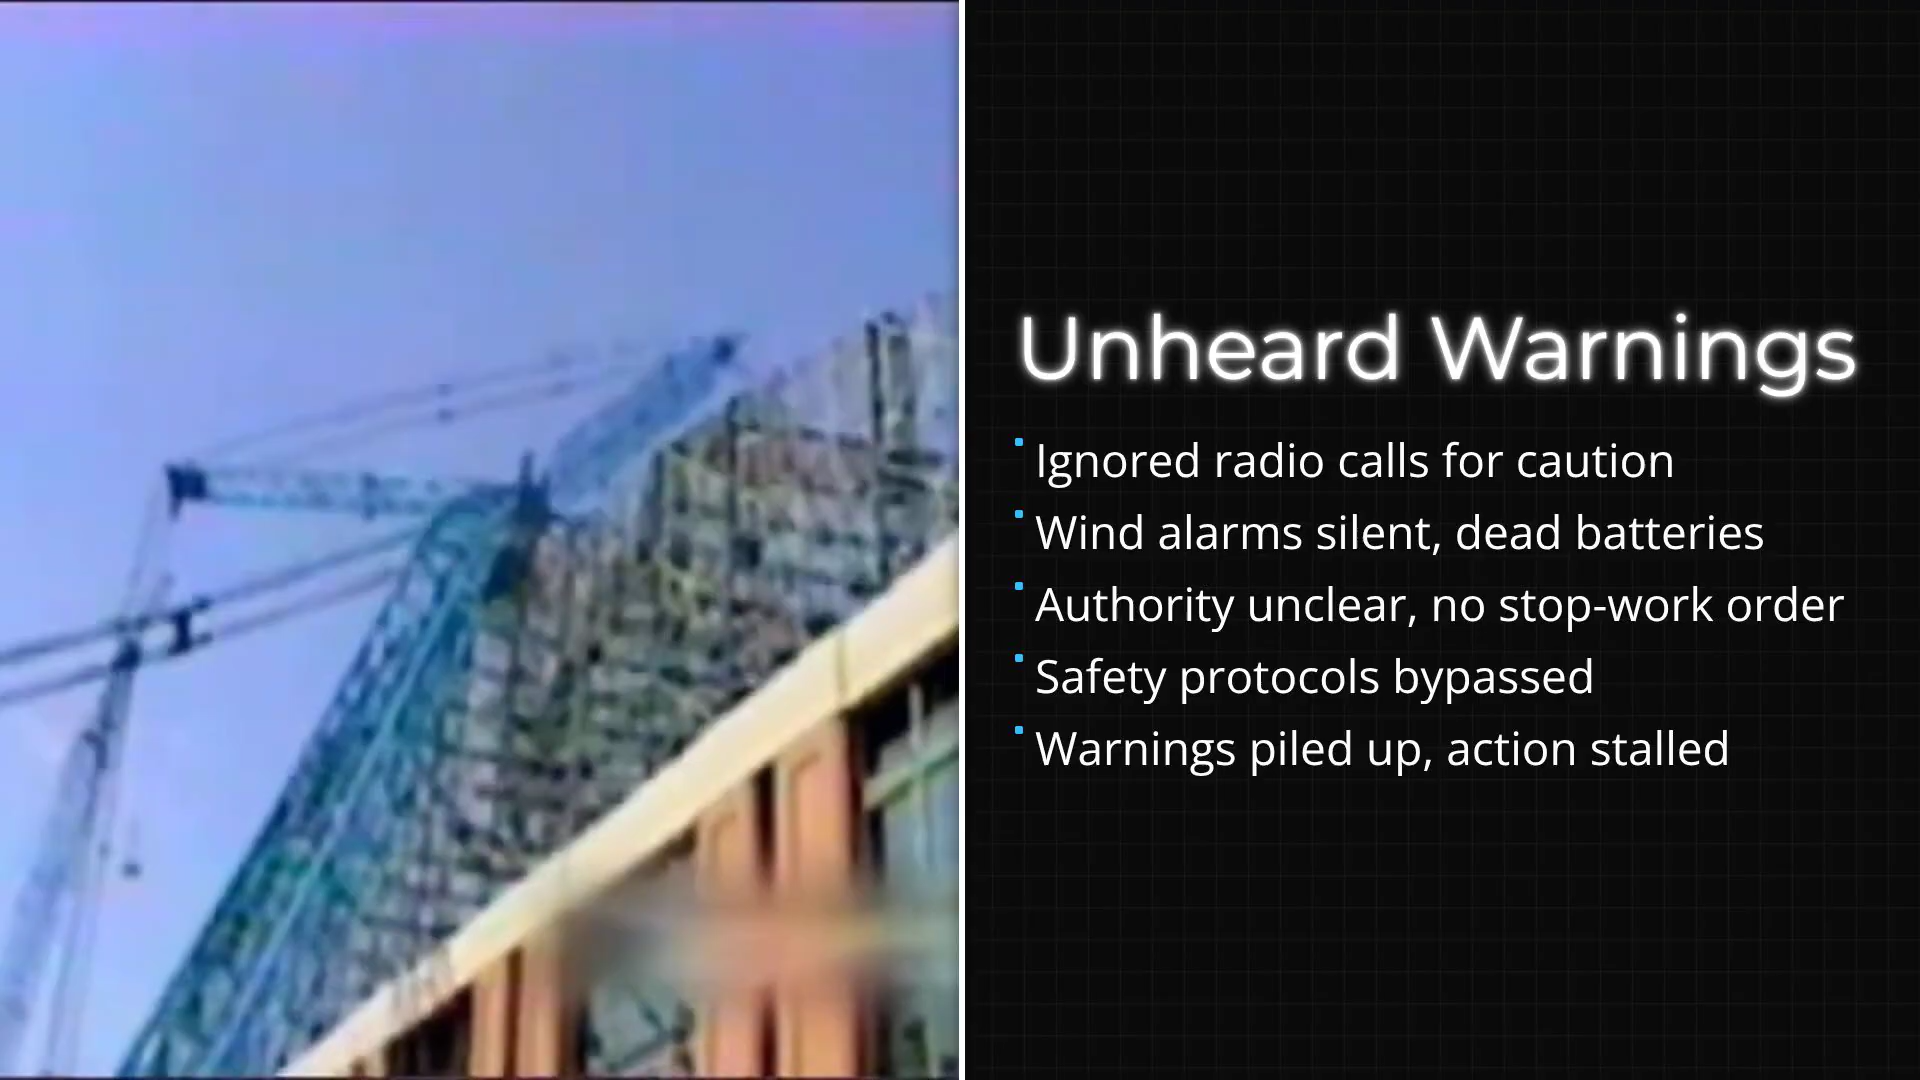 Unheard Warnings
Ignored radio calls for caution
Wind alarms silent, dead batteries
Authority unclear, no stop-work order
Safety protocols bypassed
Warnings piled up, action stalled